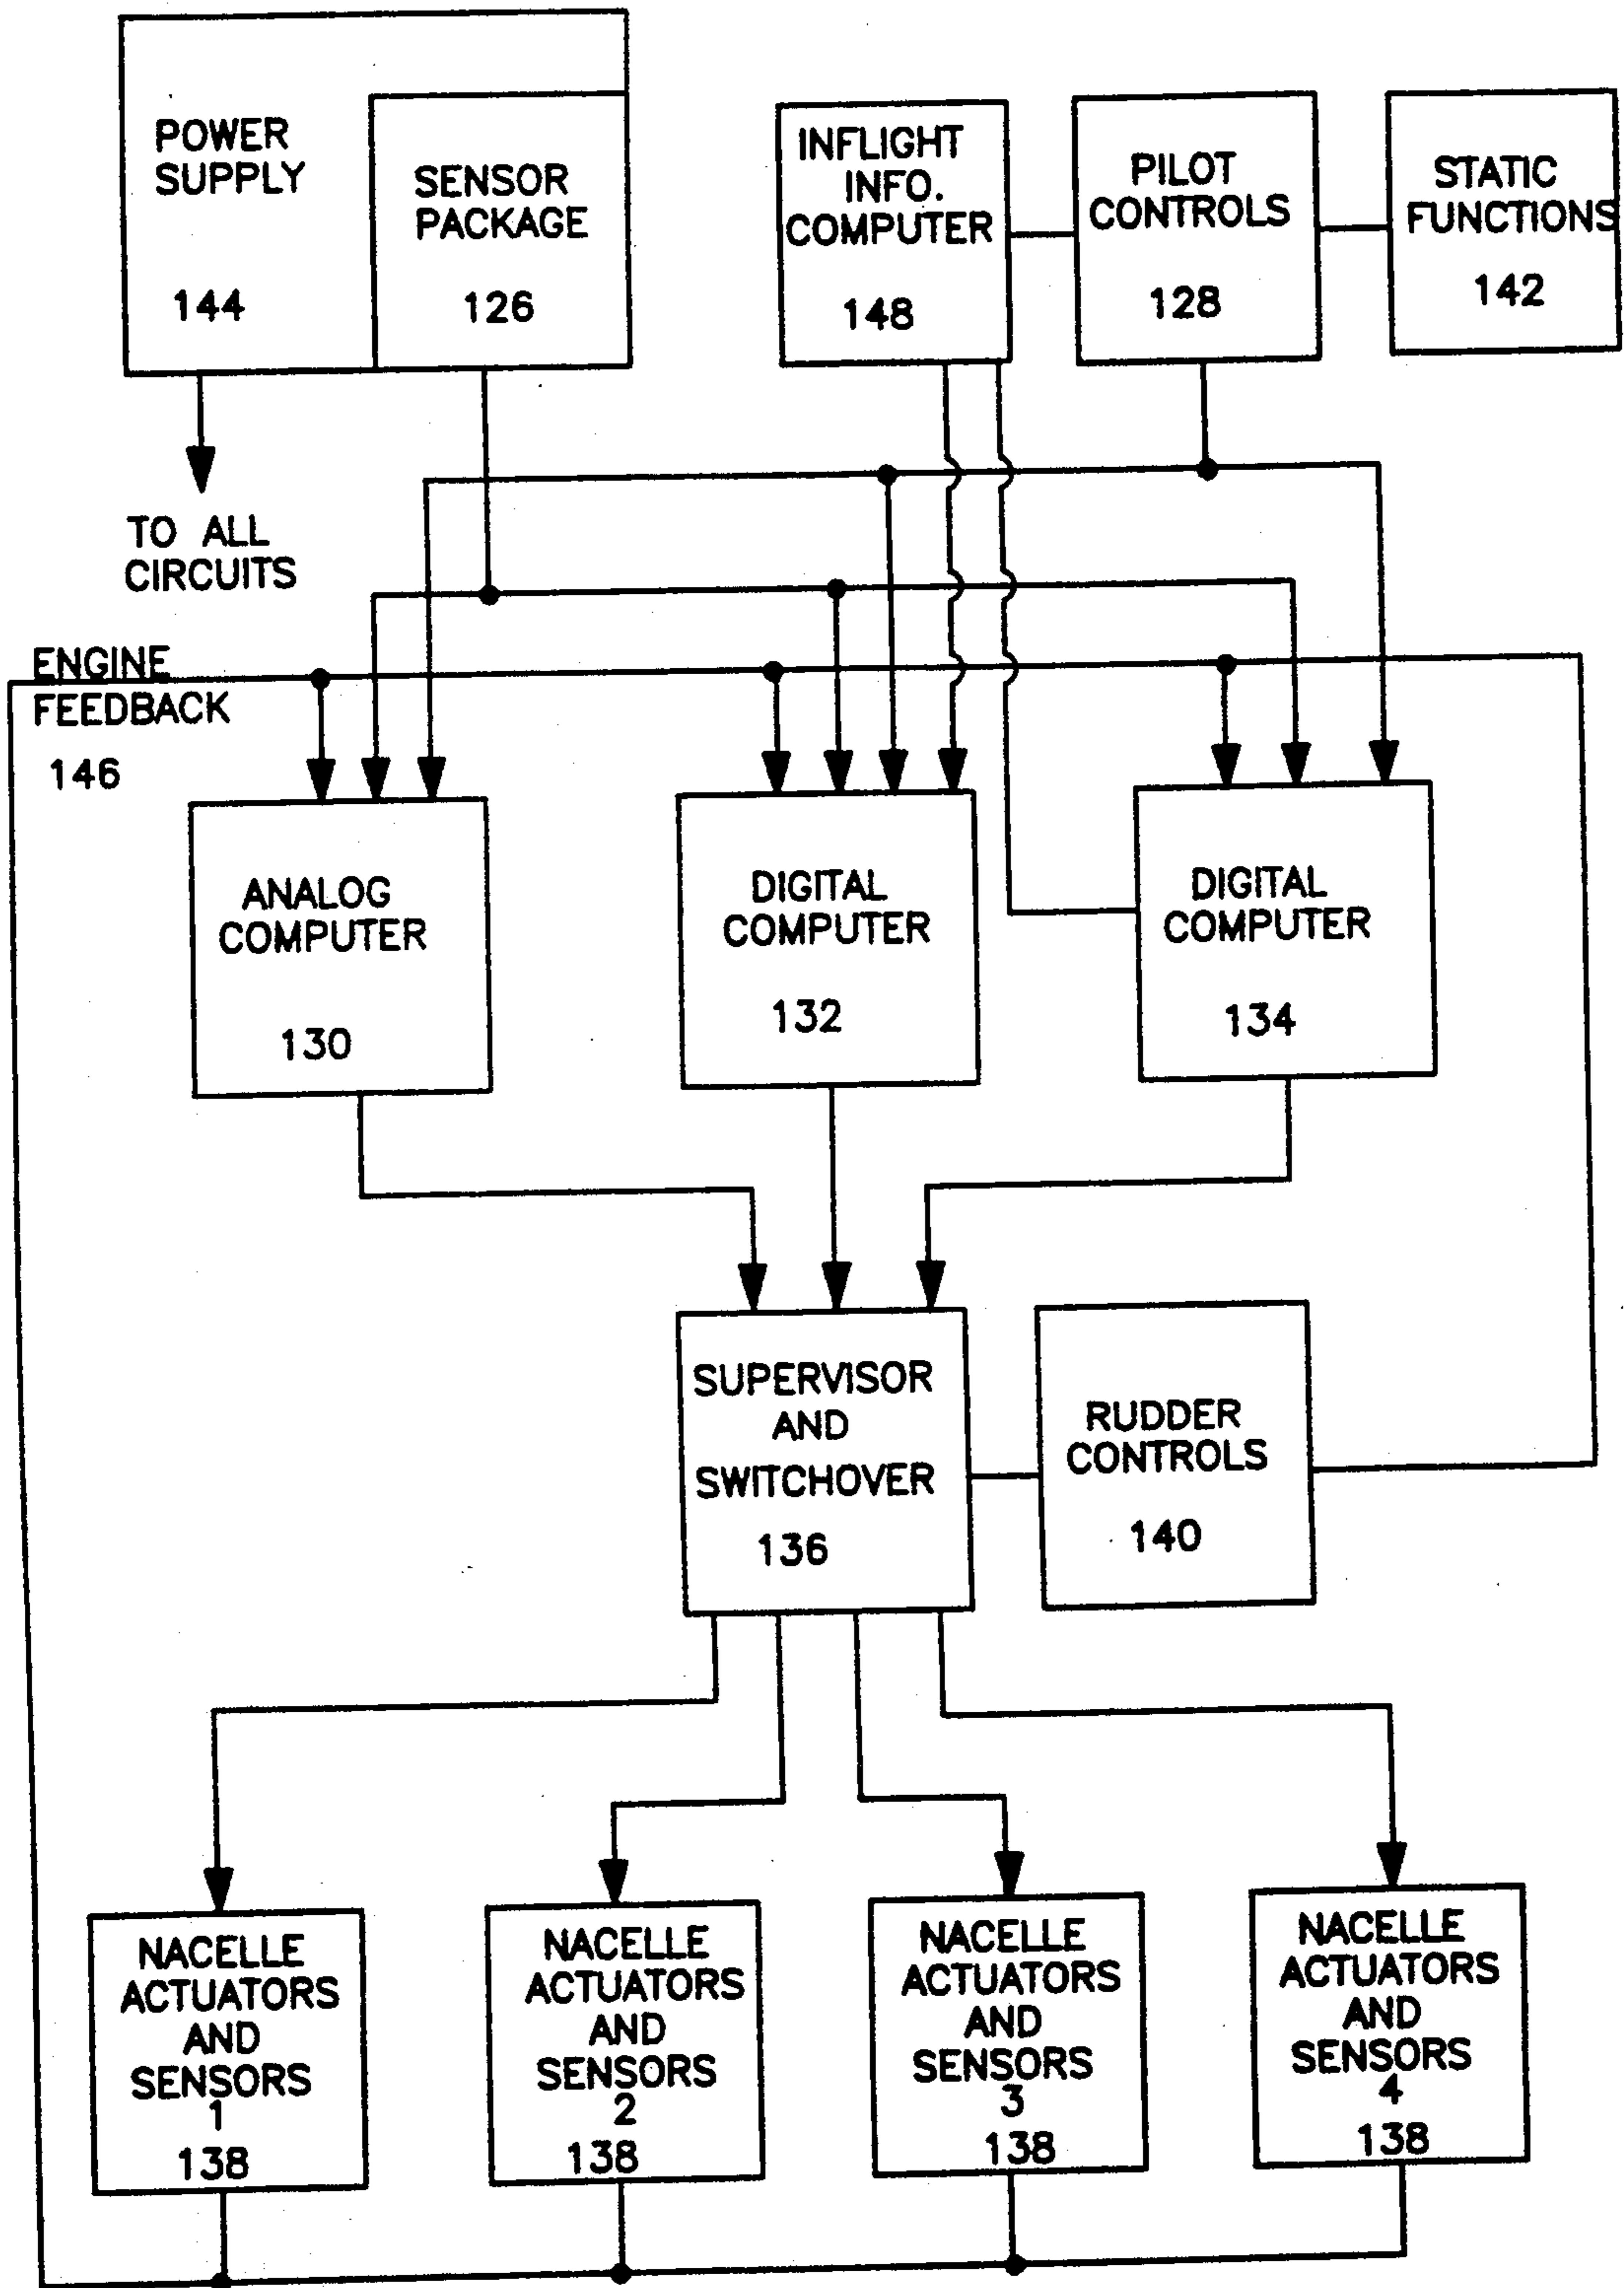 POWER
SUPPLY
144
SENSOR
PACKAGE
126
INFLIGHT
INFO.
COMPUTER
148
PILOT
CONTROLS
128
STATIC
FUNCTIONS
142
TO ALL
CIRCUITS
ENGINE
FEEDBACK
146
ANALOG
COMPUTER
130
DIGITAL
COMPUTER
132
DIGITAL
COMPUTER
134
SUPERVISOR
AND
SWITCHOVER
136
RUDDER
CONTROLS
140
NACELLE
ACTUATORS
AND
SENSORS
1
138
NACELLE
ACTUATORS
AND
SENSORS
2
138
NACELLE
ACTUATORS
AND
SENSORS
3
138
NACELLE
ACTUATORS
AND
SENSORS
4
138